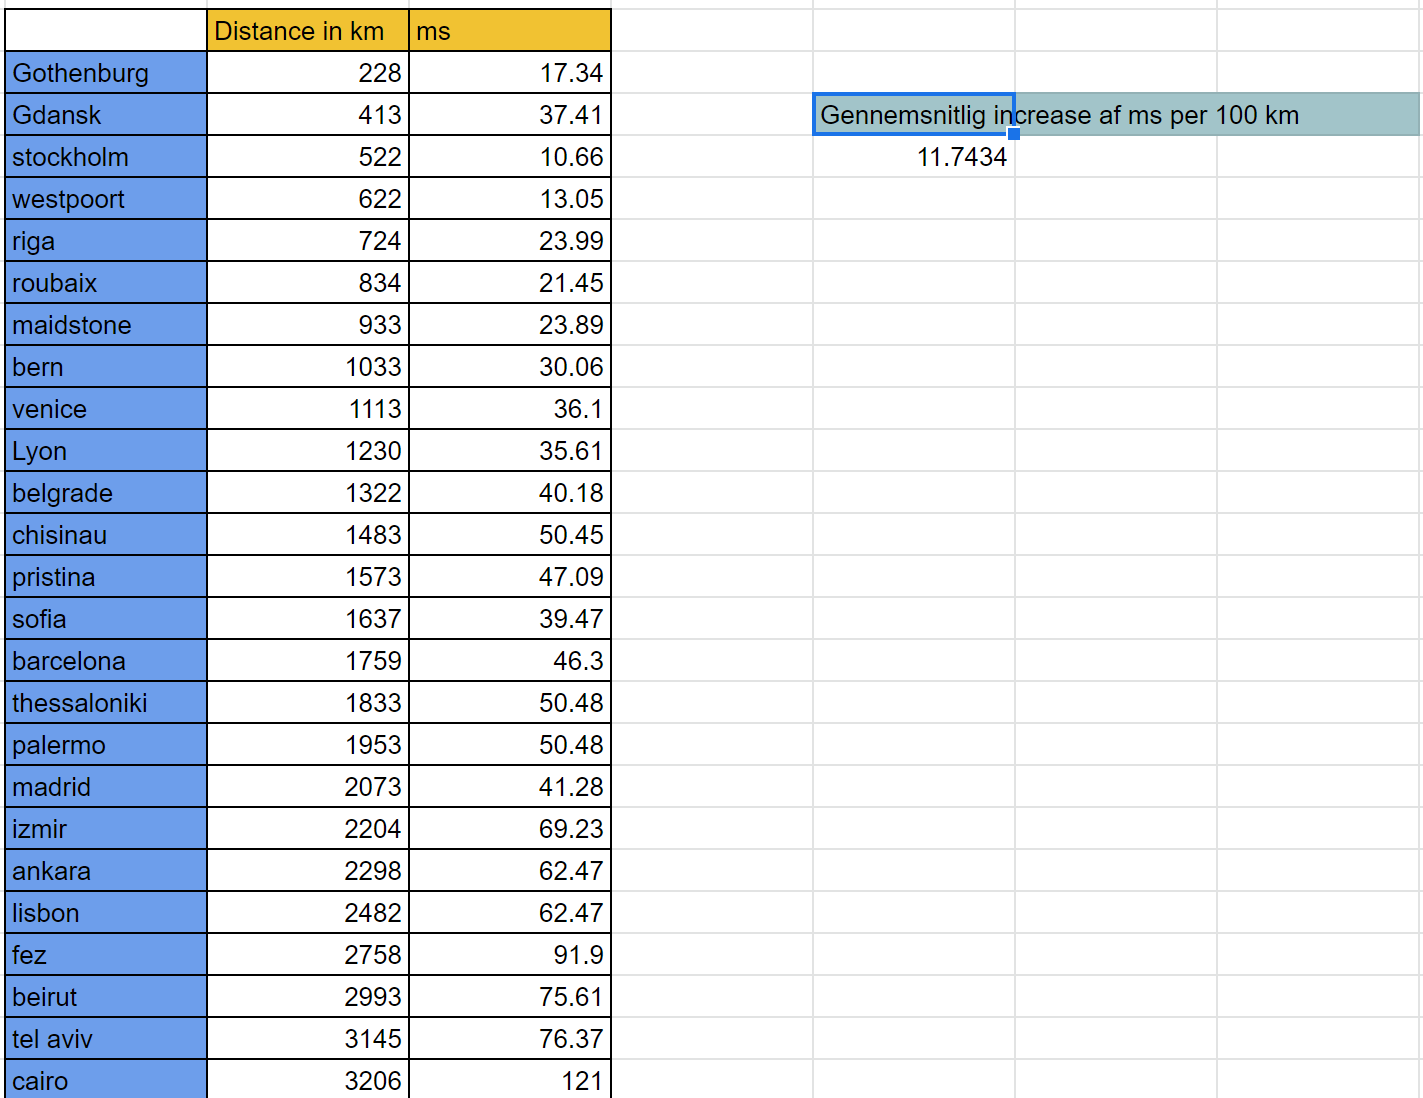 Distance in km ms
Gothenburg 228 17.34
Gdansk 413 37.41 Gennemsnitlig increase af ms per 100 km
stockholm 522 10.66 11.7434
westpoort 622 13.05
riga 724 23.99
roubaix 834 21.45
maidstone 933 23.89
bern 1033 30.06
venice 1113 36.1
Lyon 1230 35.61
belgrade 1322 40.18
chisinau 1483 50.45
pristina 1573 47.09
sofia 1637 39.47
barcelona 1759 46.3
thessaloniki 1833 50.48
palermo 1953 50.48
madrid 2073 41.28
izmir 2204 69.23
ankara 2298 62.47
lisbon 2482 62.47
fez 2758 91.9
beirut 2993 75.61
tel aviv 3145 76.37
cairo 3206 121